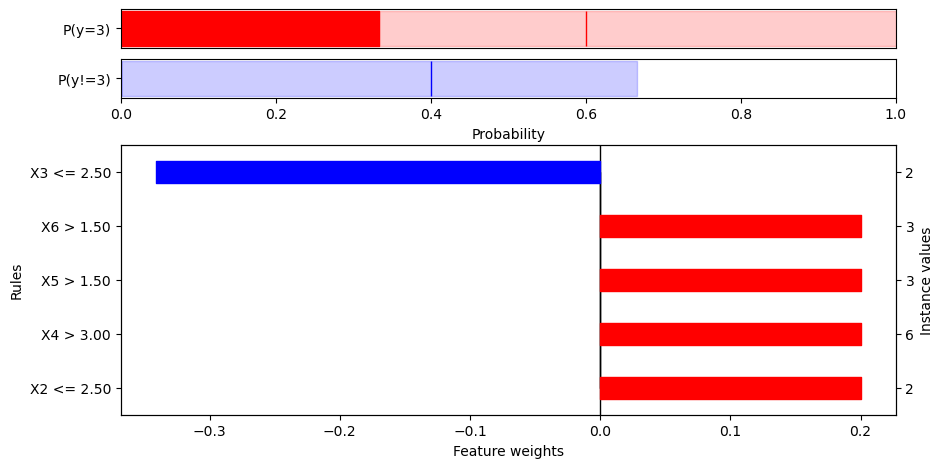 P(y=3)
P(y!=3)
0.0 0.2 0.4 0.6 0.8 1.0
Probability
X3 <= 2.50 2
X6 > 1.50 3
X5 > 1.50 3
X4 > 3.00 6
X2 <= 2.50 2
Rules
Instance values
−0.3 −0.2 −0.1 0.0 0.1 0.2
Feature weights